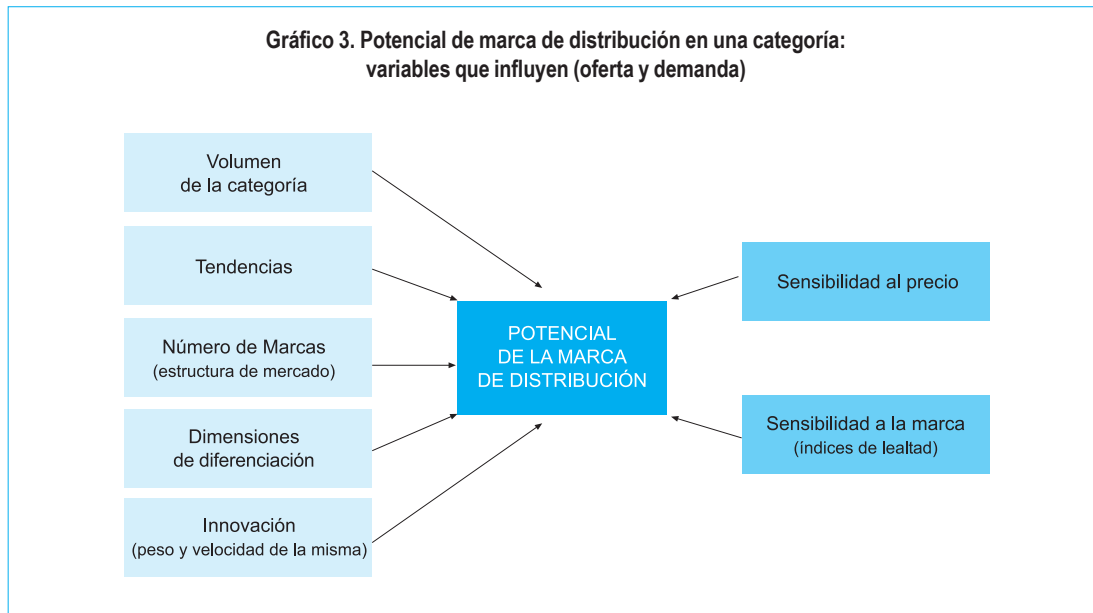 Gráfico 3. Potencial de marca de distribución en una categoría:
variables que influyen (oferta y demanda)
Volumen
de la categoría
Tendencias
Número de Marcas
(estructura de mercado)
Dimensiones
de diferenciación
Innovación
(peso y velocidad de la misma)
POTENCIAL
DE LA MARCA
DE DISTRIBUCIÓN
Sensibilidad al precio
Sensibilidad a la marca
(índices de lealtad)